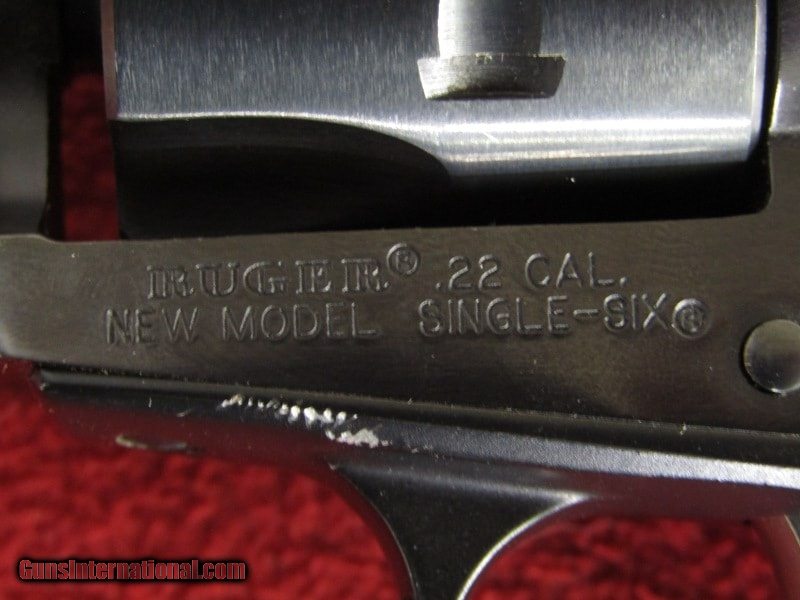 RUGER® .22 CAL.
NEW MODEL SINGLE-SIX®
GunsInternational.com